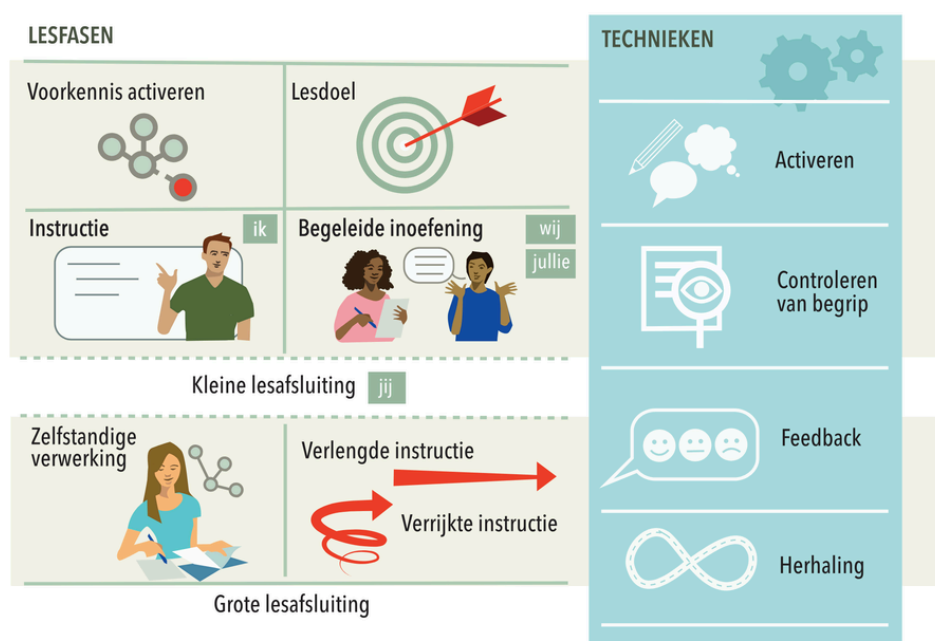 LESFASEN
Voorkennis activeren
Lesdoel
Instructie
ik
Begeleide inoefening
wij
jullie
Kleine lesafsluiting
jij
Zelfstandige
verwerking
Verlengde instructie
Verrijkte instructie
Grote lesafsluiting
TECHNIEKEN
Activeren
Controleren
van begrip
Feedback
Herhaling